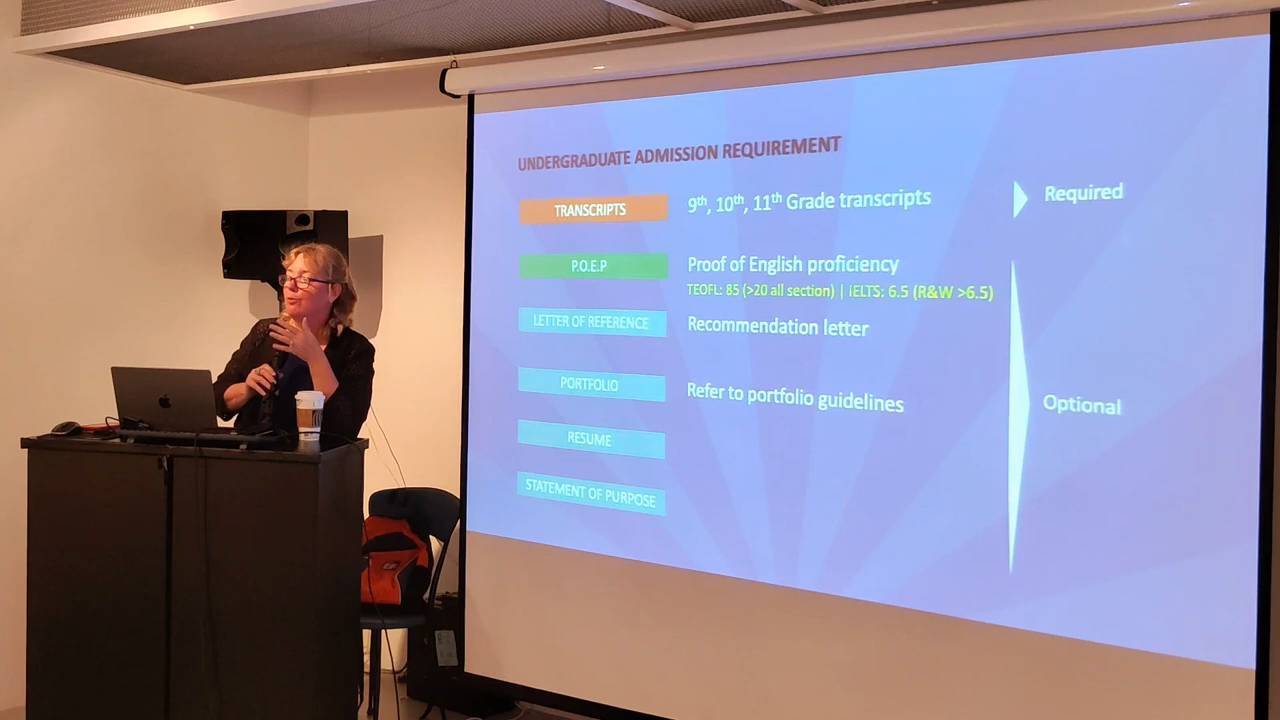 UNDERGRADUATE ADMISSION REQUIREMENT
TRANSCRIPTS
9th, 10th, 11th Grade transcripts
Required
P.O.E.P
Proof of English proficiency
TEOFL: 85 (>20 all section) | IELTS: 6.5 (R&W >6.5)
LETTER OF REFERENCE
Recommendation letter
PORTFOLIO
Refer to portfolio guidelines
Optional
RESUME
STATEMENT OF PURPOSE